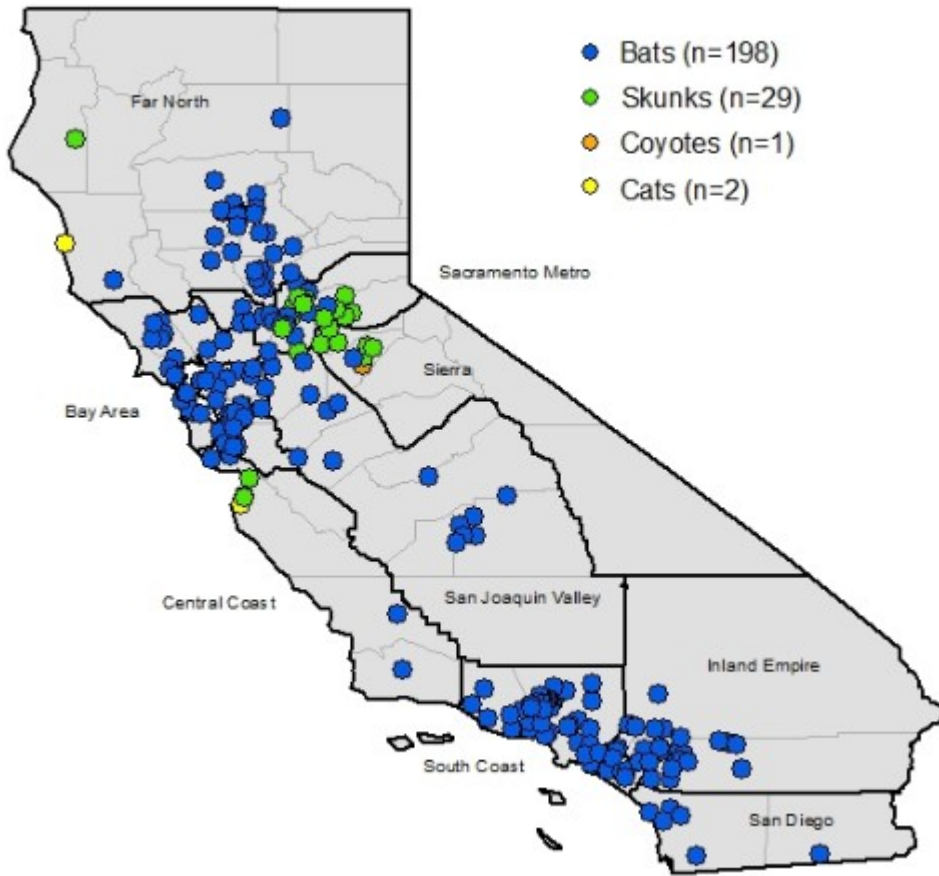 Bats (n=198)
Skunks (n=29)
Coyotes (n=1)
Cats (n=2)
Far North
Sacramento Metro
Sierra
Bay Area
Central Coast
San Joaquin Valley
Inland Empire
South Coast
San Diego